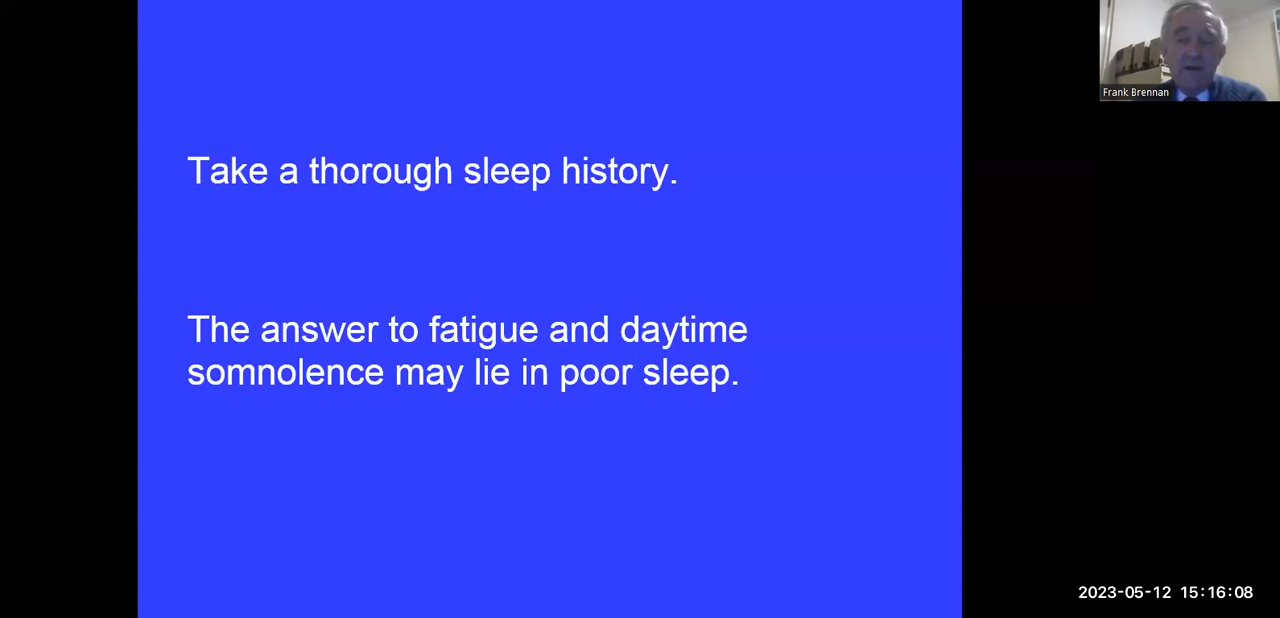 Frank Brennan
Take a thorough sleep history.
The answer to fatigue and daytime
somnolence may lie in poor sleep.
2023-05-12 15:16:08